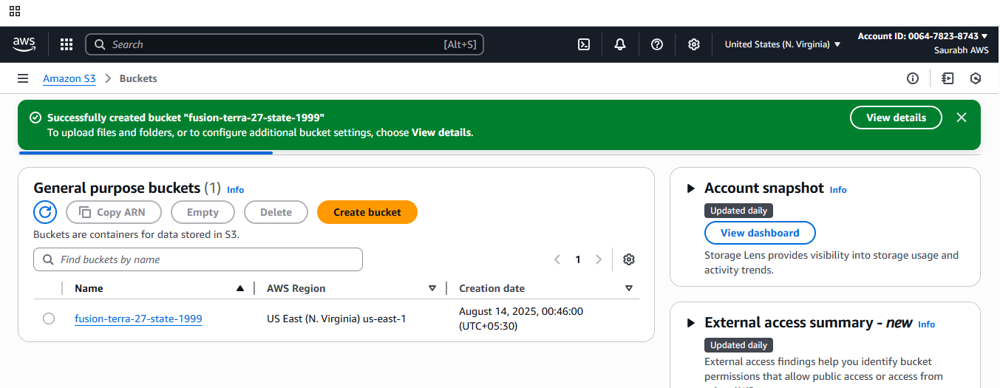 aws
Search
[Alt+S]
United States (N. Virginia)
Account ID: 0064-7823-8743
Saurabh AWS
Amazon S3
Buckets
Successfully created bucket "fusion-terra-27-state-1999"
To upload files and folders, or to configure additional bucket settings, choose View details.
View details
General purpose buckets (1) Info
Copy ARN
Empty
Delete
Create bucket
Buckets are containers for data stored in S3.
Find buckets by name
1
Name
AWS Region
Creation date
fusion-terra-27-state-1999
US East (N. Virginia) us-east-1
August 14, 2025, 00:46:00
(UTC+05:30)
Account snapshot Info
Updated daily
View dashboard
Storage Lens provides visibility into storage usage and
activity trends.
External access summary - new Info
Updated daily
External access findings help you identify bucket
permissions that allow public access or access from